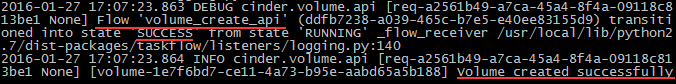 2016-01-27 17:07:23.863 DEBUG cinder.volume.api [req-a2561b49-a7ca-45a4-8f4a-09118c8
13be1 None] Flow 'volume_create_api' (ddfb7238-a039-465c-b7e5-e40ee83155d9) transiti
oned into state 'SUCCESS' from state 'RUNNING' _flow_receiver /usr/local/lib/python2
.7/dist-packages/taskflow/listeners/logging.py:140
2016-01-27 17:07:23.864 INFO cinder.volume.api [req-a2561b49-a7ca-45a4-8f4a-09118c81
3be1 None] [volume-1e7f6bd7-ce11-4a73-b95e-aabd65a5b188] Volume created successfully